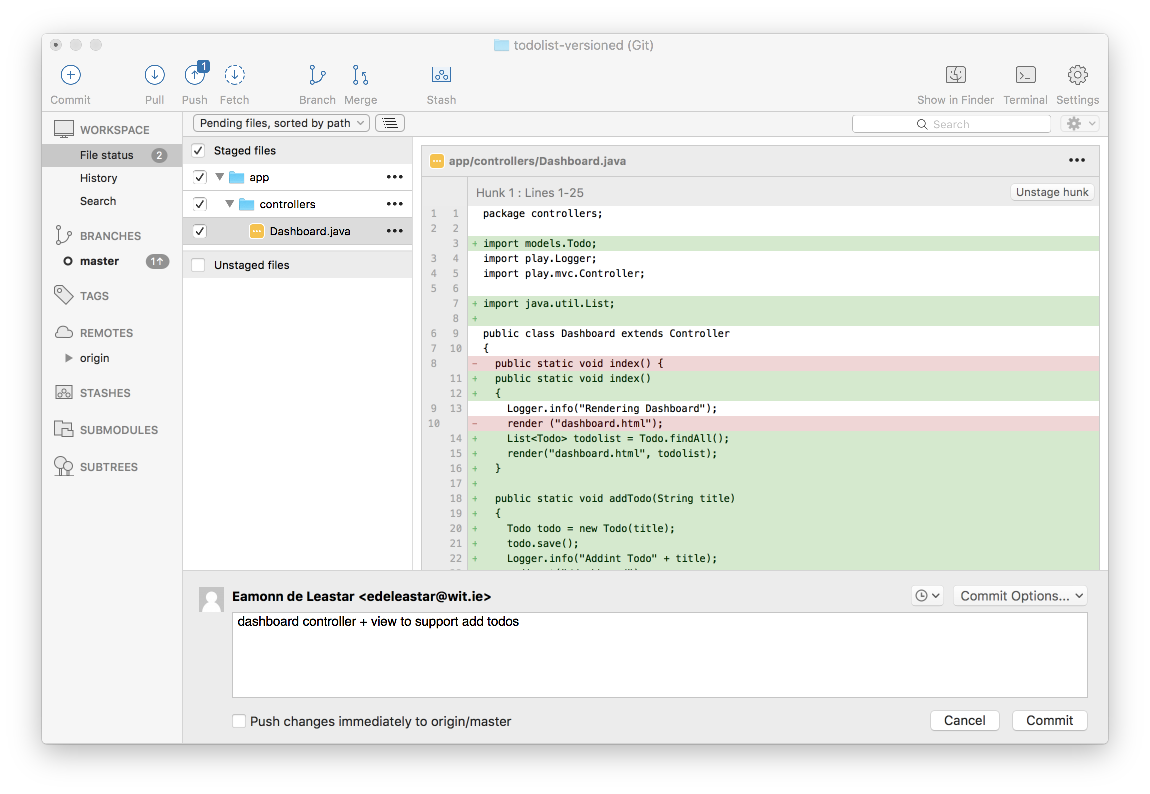 todolist-versioned (Git)
1
Commit Pull Push Fetch Branch Merge Stash Show in Finder Terminal Settings
WORKSPACE
File status 2
History
Search
BRANCHES
master 1↑
TAGS
REMOTES
origin
STASHES
SUBMODULES
SUBTREES
Pending files, sorted by path
Search
Staged files
app
controllers
Dashboard.java
Unstaged files
app/controllers/Dashboard.java
Hunk 1 : Lines 1-25 Unstage hunk
1 1 package controllers;
2 2
3 + import models.Todo;
3 4 import play.Logger;
4 5 import play.mvc.Controller;
5 6
7 + import java.util.List;
8 +
6 9 public class Dashboard extends Controller
7 10 {
8 - public static void index() {
11 + public static void index()
12 + {
9 13 Logger.info("Rendering Dashboard");
10 - render ("dashboard.html");
14 + List<Todo> todolist = Todo.findAll();
15 + render("dashboard.html", todolist);
16 + }
17 +
18 + public static void addTodo(String title)
19 + {
20 + Todo todo = new Todo(title);
21 + todo.save();
22 + Logger.info("Addint Todo" + title);
Eamonn de Leastar <edeleastar@wit.ie>
Commit Options...
dashboard controller + view to support add todos
Push changes immediately to origin/master
Cancel Commit